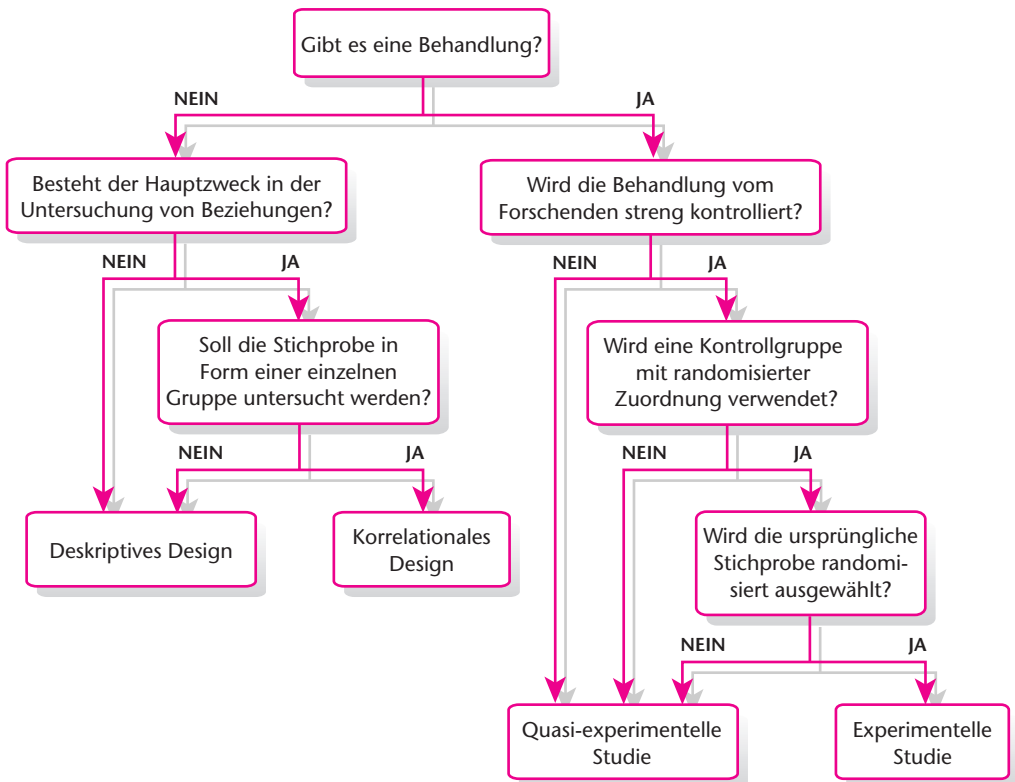 Gibt es eine Behandlung?
NEIN
JA
Besteht der Hauptzweck in der
Untersuchung von Beziehungen?
Wird die Behandlung vom
Forschenden streng kontrolliert?
NEIN
JA
NEIN
JA
Soll die Stichprobe in
Form einer einzelnen
Gruppe untersucht werden?
Wird eine Kontrollgruppe
mit randomisierter
Zuordnung verwendet?
NEIN
JA
NEIN
JA
Deskriptives Design
Korrelationales
Design
Wird die ursprüngliche
Stichprobe randomi-
siert ausgewählt?
NEIN
JA
Quasi-experimentelle
Studie
Experimentelle
Studie